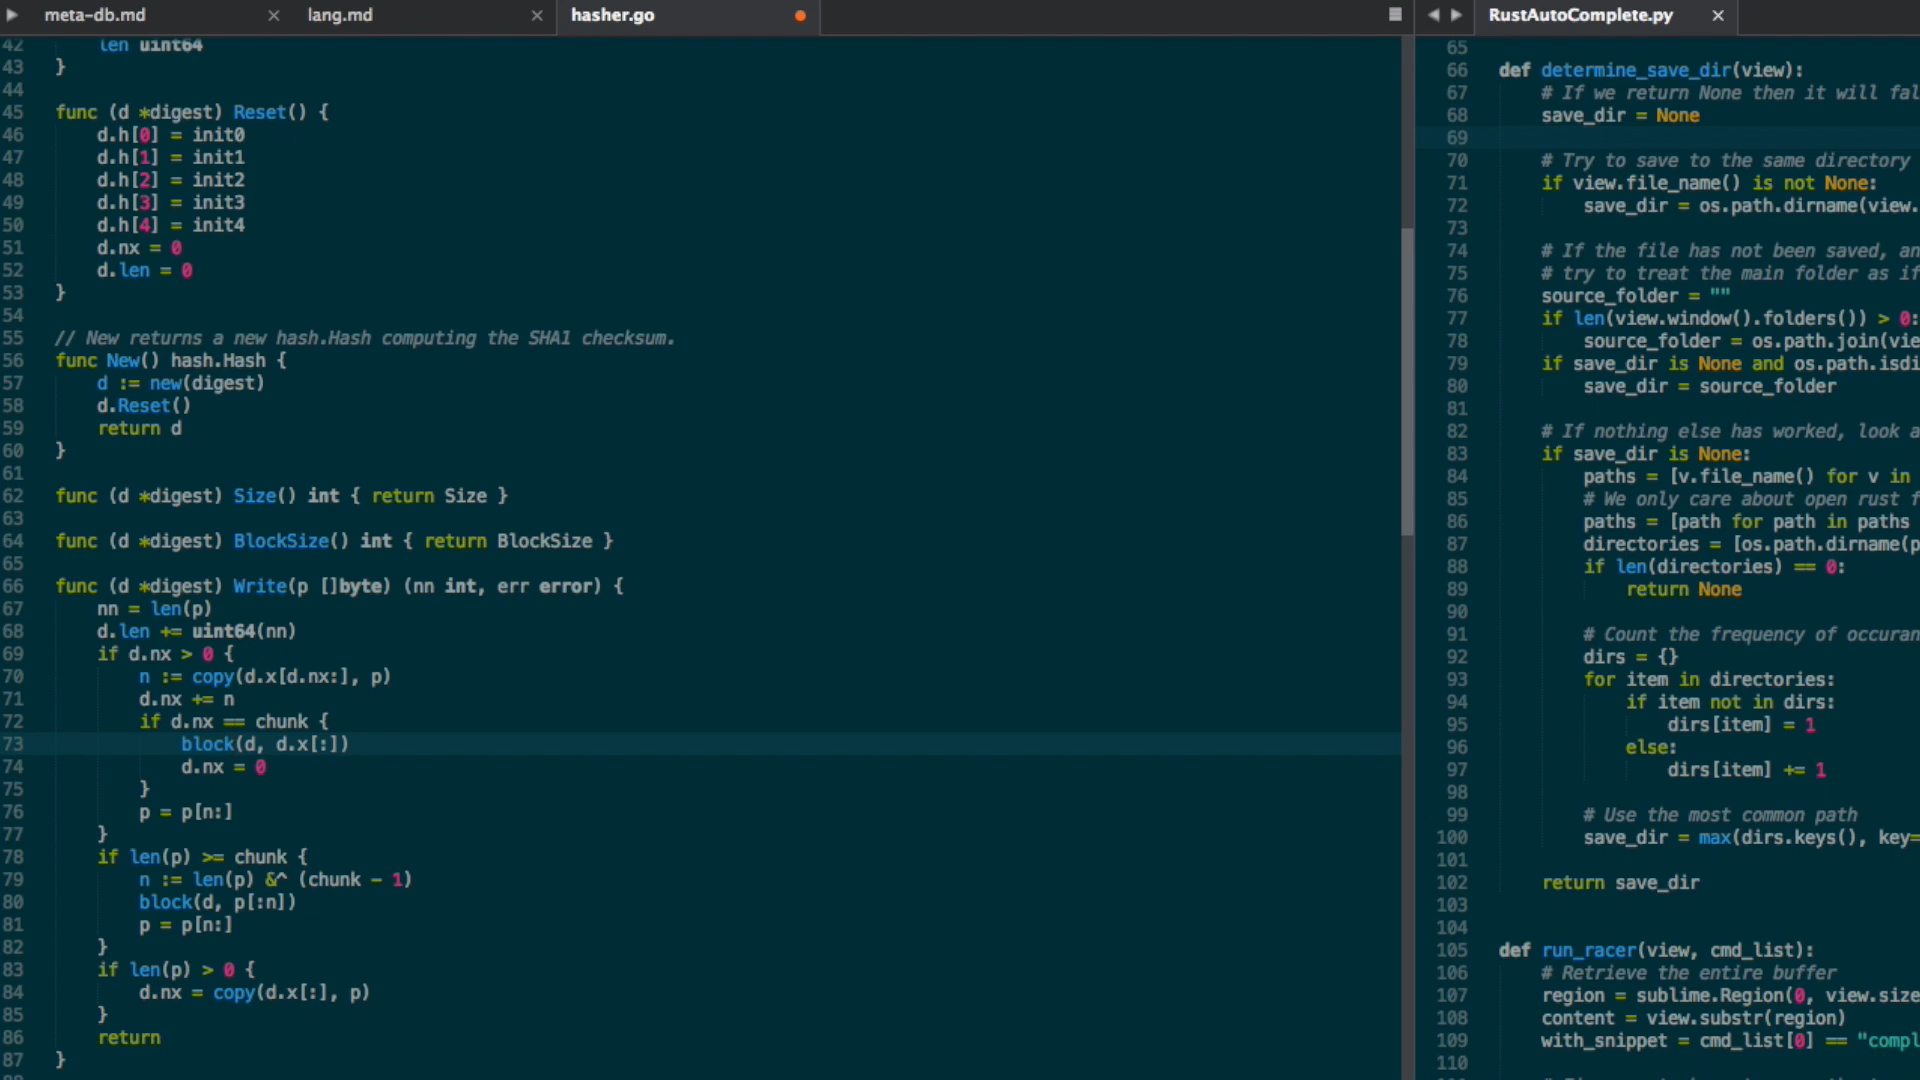 meta-db.md
lang.md
hasher.go
42 len uint64
43 }
44
45 func (d *digest) Reset() {
46 d.h[0] = init0
47 d.h[1] = init1
48 d.h[2] = init2
49 d.h[3] = init3
50 d.h[4] = init4
51 d.nx = 0
52 d.len = 0
53 }
54
55 // New returns a new hash.Hash computing the SHA1 checksum.
56 func New() hash.Hash {
57 d := new(digest)
58 d.Reset()
59 return d
60 }
61
62 func (d *digest) Size() int { return Size }
63
64 func (d *digest) BlockSize() int { return BlockSize }
65
66 func (d *digest) Write(p []byte) (nn int, err error) {
67 nn = len(p)
68 d.len += uint64(nn)
69 if d.nx > 0 {
70 n := copy(d.x[d.nx:], p)
71 d.nx += n
72 if d.nx == chunk {
73 block(d, d.x[:])
74 d.nx = 0
75 }
76 p = p[n:]
77 }
78 if len(p) >= chunk {
79 n := len(p) &^ (chunk - 1)
80 block(d, p[:n])
81 p = p[n:]
82 }
83 if len(p) > 0 {
84 d.nx = copy(d.x[:], p)
85 }
86 return
87 }
RustAutoComplete.py
65
66 def determine_save_dir(view):
67 # If we return None then it will fal
68 save_dir = None
69
70 # Try to save to the same directory
71 if view.file_name() is not None:
72 save_dir = os.path.dirname(view.
73
74 # If the file has not been saved, an
75 # try to treat the main folder as if
76 source_folder = ""
77 if len(view.window().folders()) > 0:
78 source_folder = os.path.join(vie
79 if save_dir is None and os.path.isdi
80 save_dir = source_folder
81
82 # If nothing else has worked, look a
83 if save_dir is None:
84 paths = [v.file_name() for v in
85 # We only care about open rust f
86 paths = [path for path in paths
87 directories = [os.path.dirname(p
88 if len(directories) == 0:
89 return None
90
91 # Count the frequency of occuran
92 dirs = {}
93 for item in directories:
94 if item not in dirs:
95 dirs[item] = 1
96 else:
97 dirs[item] += 1
98
99 # Use the most common path
100 save_dir = max(dirs.keys(), key=
101
102 return save_dir
103
104
105 def run_racer(view, cmd_list):
106 # Retrieve the entire buffer
107 region = sublime.Region(0, view.size
108 content = view.substr(region)
109 with_snippet = cmd_list[0] == "compl
110